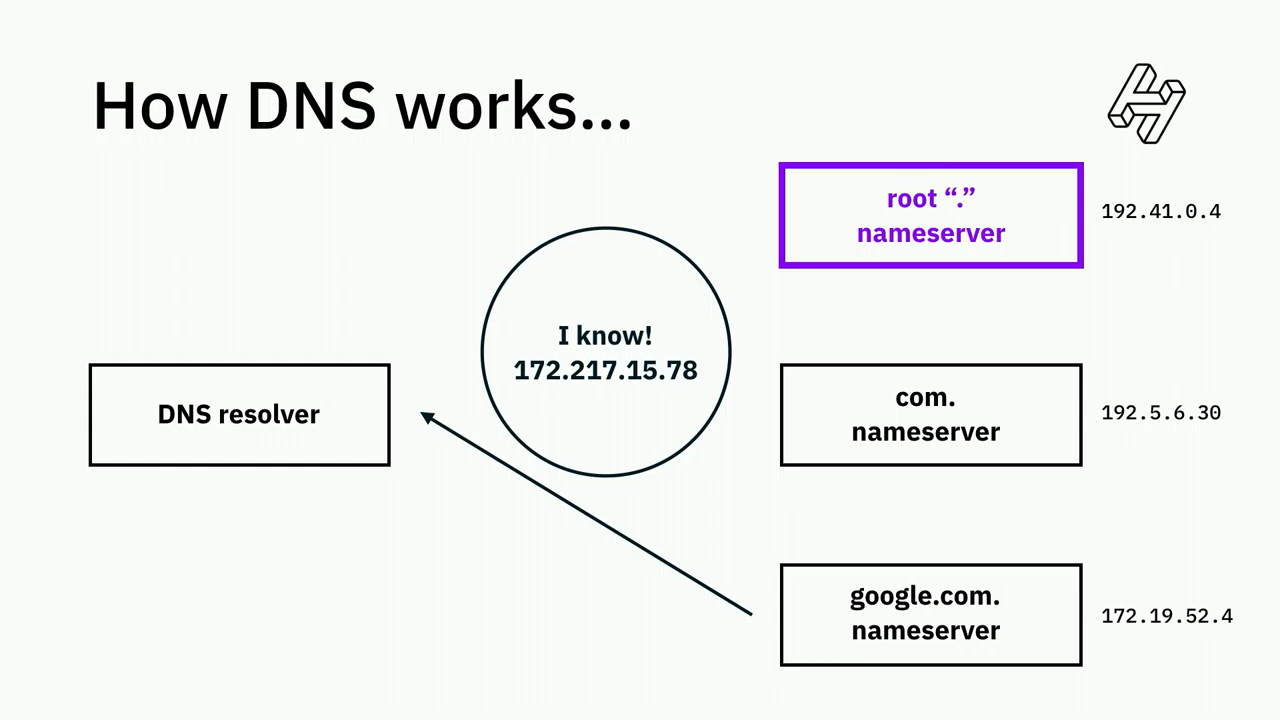 How DNS works...
root “.”
nameserver
192.41.0.4
I know!
172.217.15.78
DNS resolver
com.
nameserver
192.5.6.30
google.com.
nameserver
172.19.52.4